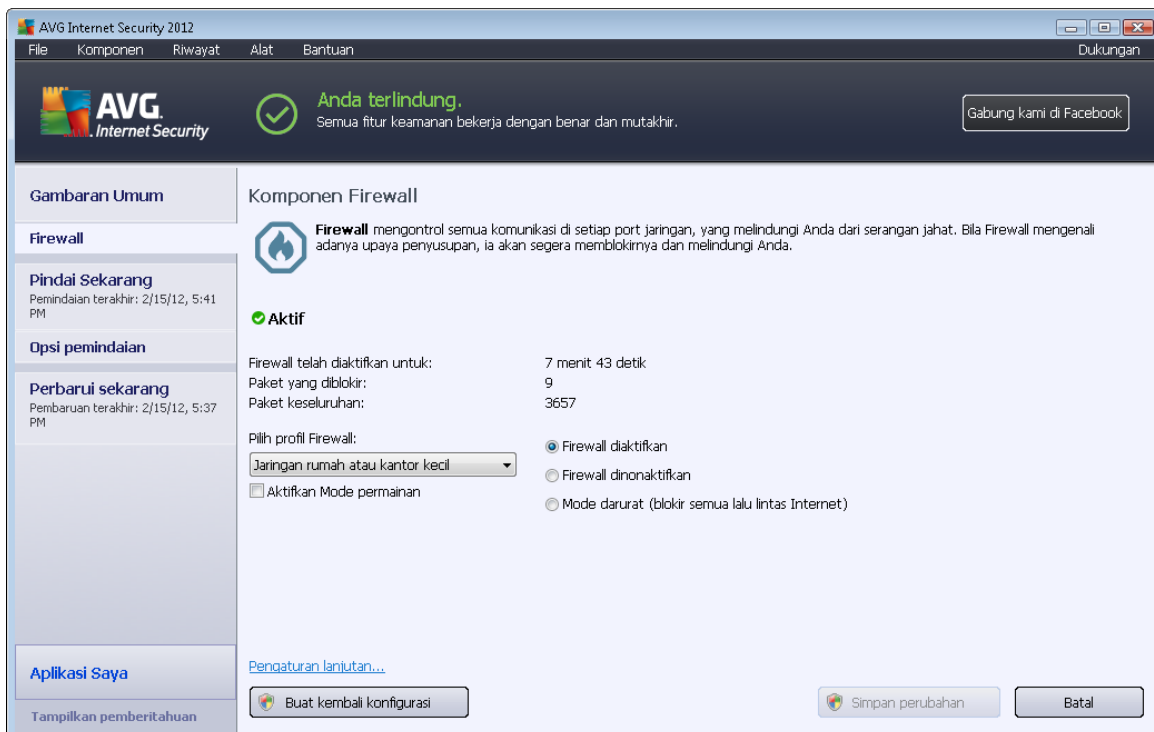 AVG Internet Security 2012
File Komponen Riwayat Alat Bantuan Dukungan
AVG.
Internet Security
Anda terlindung.
Semua fitur keamanan bekerja dengan benar dan mutakhir.
Gabung kami di Facebook
Gambaran Umum
Firewall
Pindai Sekarang
Pemindaian terakhir: 2/15/12, 5:41
PM
Opsi pemindaian
Perbarui sekarang
Pembaruan terakhir: 2/15/12, 5:37
PM
Aplikasi Saya
Tampilkan pemberitahuan
Komponen Firewall
Firewall mengontrol semua komunikasi di setiap port jaringan, yang melindungi Anda dari serangan jahat. Bila Firewall mengenali
adanya upaya penyusupan, ia akan segera memblokirnya dan melindungi Anda.
Aktif
Firewall telah diaktifkan untuk: 7 menit 43 detik
Paket yang diblokir: 9
Paket keseluruhan: 3657
Pilih profil Firewall:
Jaringan rumah atau kantor kecil
Aktifkan Mode permainan
Firewall diaktifkan
Firewall dinonaktifkan
Mode darurat (blokir semua lalu lintas Internet)
Pengaturan lanjutan...
Buat kembali konfigurasi
Simpan perubahan
Batal